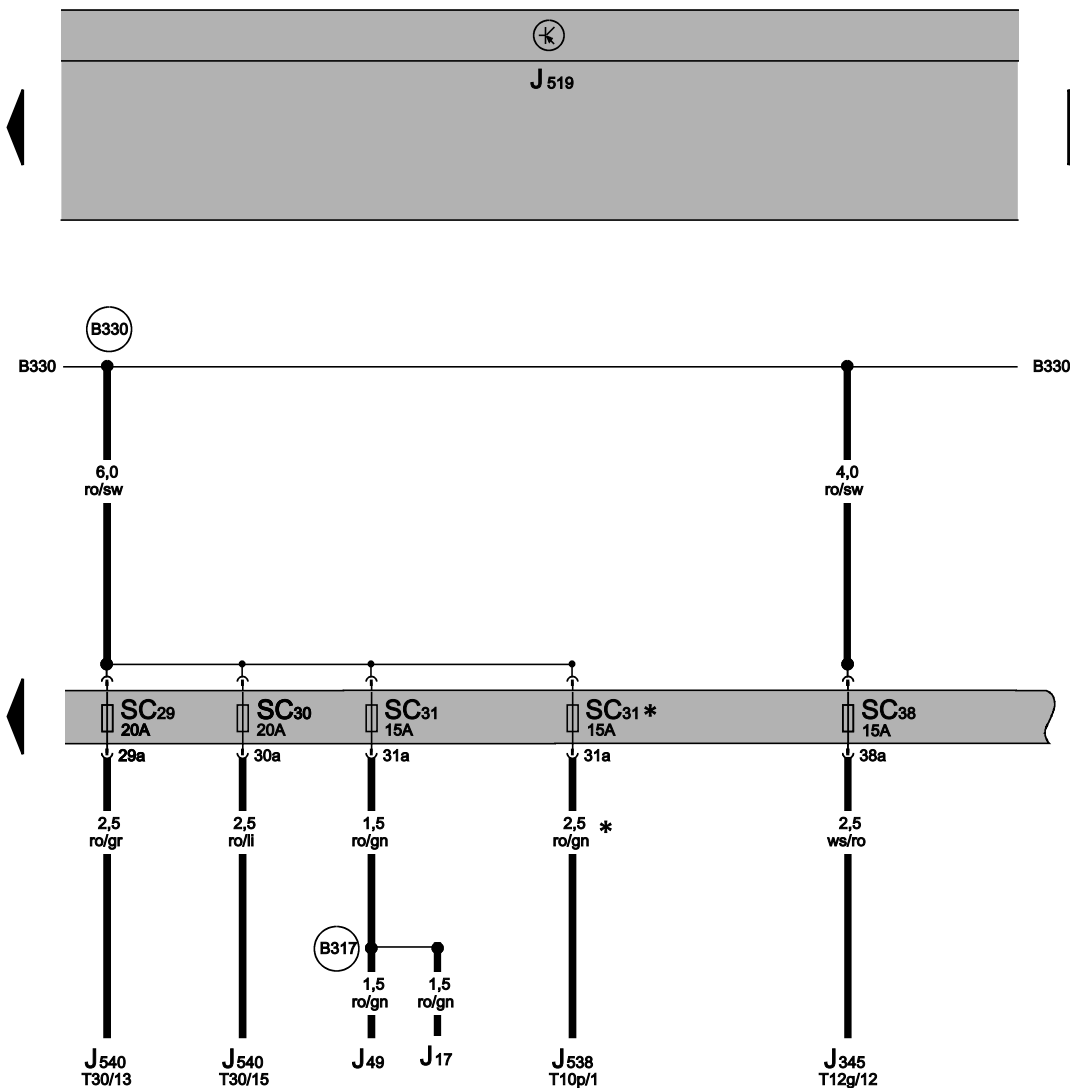 J 519
B330
B330 B330
6,0 4,0
ro/sw ro/sw
SC29 SC30 SC31 SC31 * SC38
20A 20A 15A 15A 15A
29a 30a 31a 31a 38a
2,5 2,5 1,5 2,5 * 2,5
ro/gr ro/li ro/gn ro/gn ws/ro
B317
1,5 1,5
ro/gn ro/gn
J540 J540 J49 J17 J538 J345
T30/13 T30/15 T10p/1 T12g/12